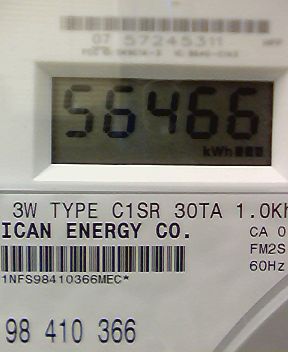 07 57245311
56466
kWh
3W TYPE C1SR 30TA 1.0Kh
ICAN ENERGY CO.
CA 0
FM2S
60Hz
1NFS98410366MEC*
98 410 366